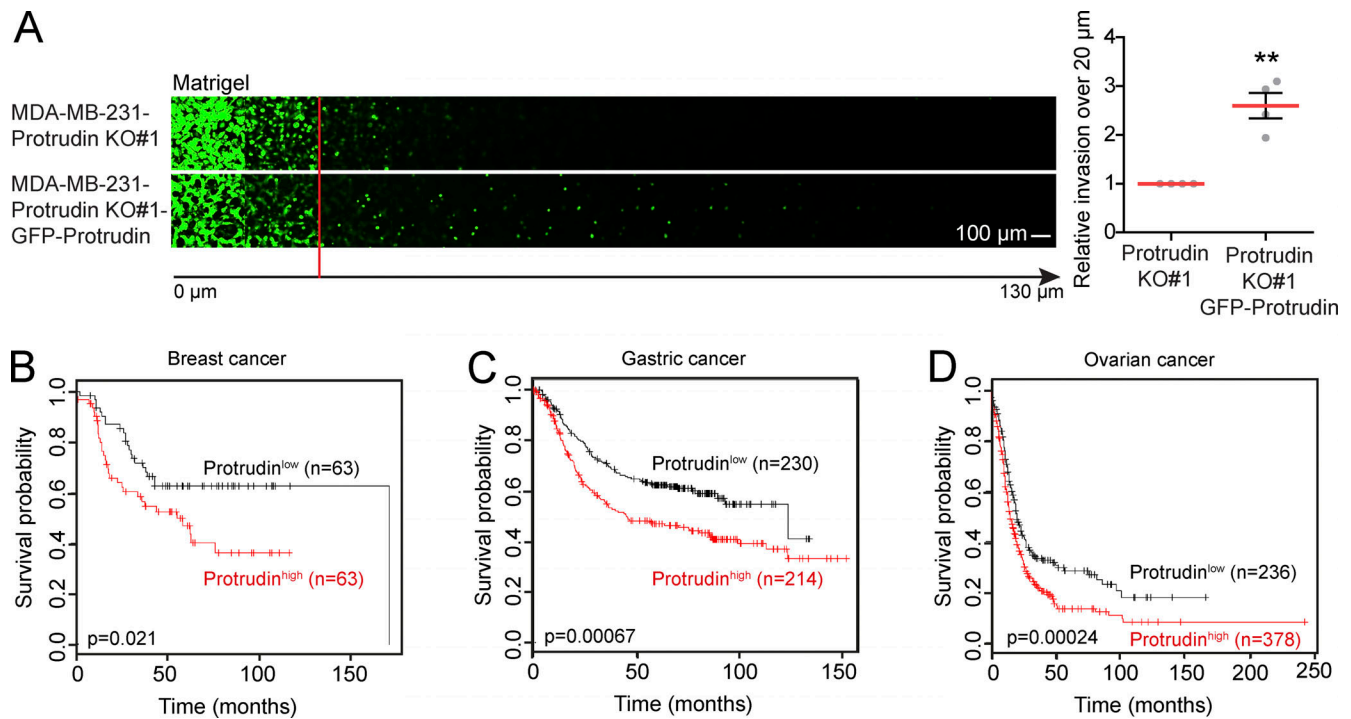 A
Matrigel
MDA-MB-231-
Protrudin KO#1
MDA-MB-231-
Protrudin KO#1-
GFP-Protrudin
100 µm
0 µm
130 µm
Relative invasion over 20 µm
4
3
2
1
0
**
Protrudin
KO#1
Protrudin
KO#1
GFP-Protrudin
B
Breast cancer
Survival probability
1.0
0.8
0.6
0.4
0.2
0.0
Protrudinlow (n=63)
Protrudinhigh (n=63)
p=0.021
0
50
100
150
Time (months)
C
Gastric cancer
Survival probability
1.0
0.8
0.6
0.4
0.2
0.0
Protrudinlow (n=230)
Protrudinhigh (n=214)
p=0.00067
0
50
100
150
Time (months)
D
Ovarian cancer
Survival probability
1.0
0.8
0.6
0.4
0.2
0.0
Protrudinlow (n=236)
Protrudinhigh (n=378)
p=0.00024
0
50
100
150
200
250
Time (months)